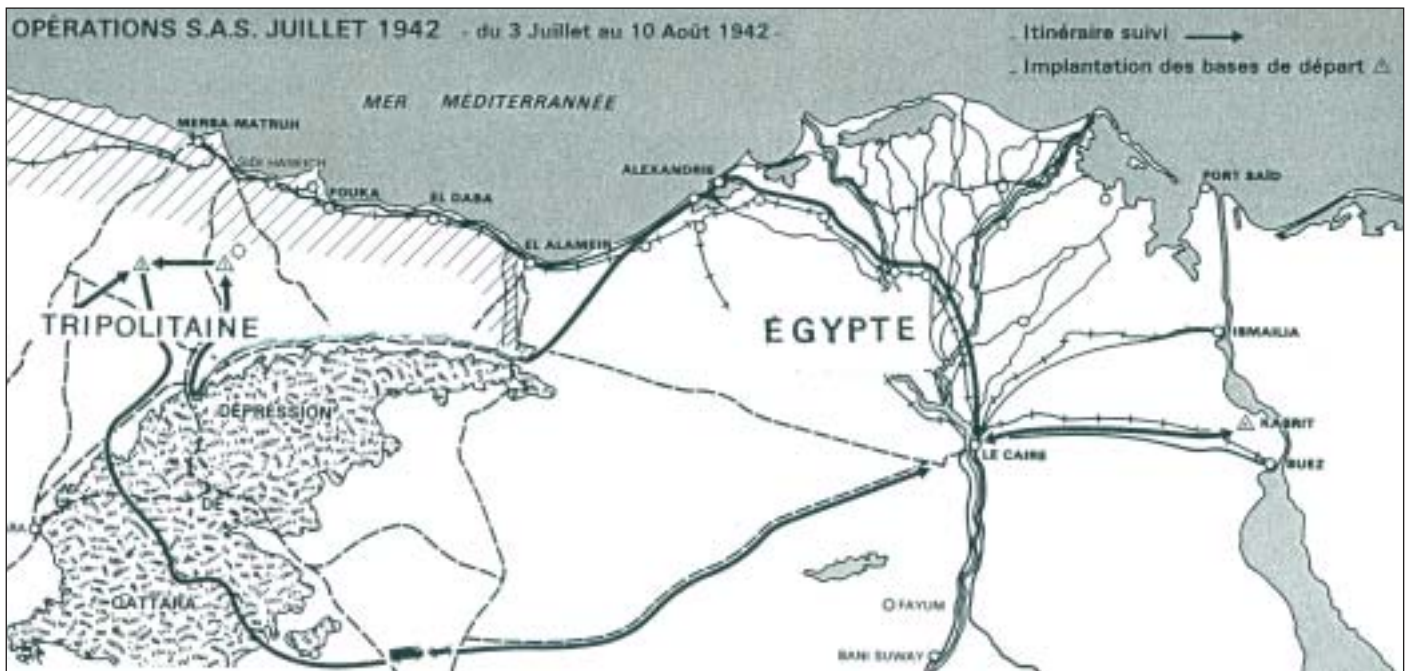 OPÉRATIONS S.A.S. JUILLET 1942 - du 3 Juillet au 10 Août 1942 -
_ Itinéraire suivi
_ Implantation des bases de départ
MER MÉDITERRANNÉE
MERSA-MATRUH
SIDI HANEICH
FOUKA
EL DABA
ALEXANDRIE
PORT SAÏD
EL ALAMEIN
TRIPOLITAINE
ÉGYPTE
ISMAILIA
DÉPRESSION
KABRIT
LE CAIRE
SUEZ
DE
QATTARA
FAYUM
BANI SUWAY